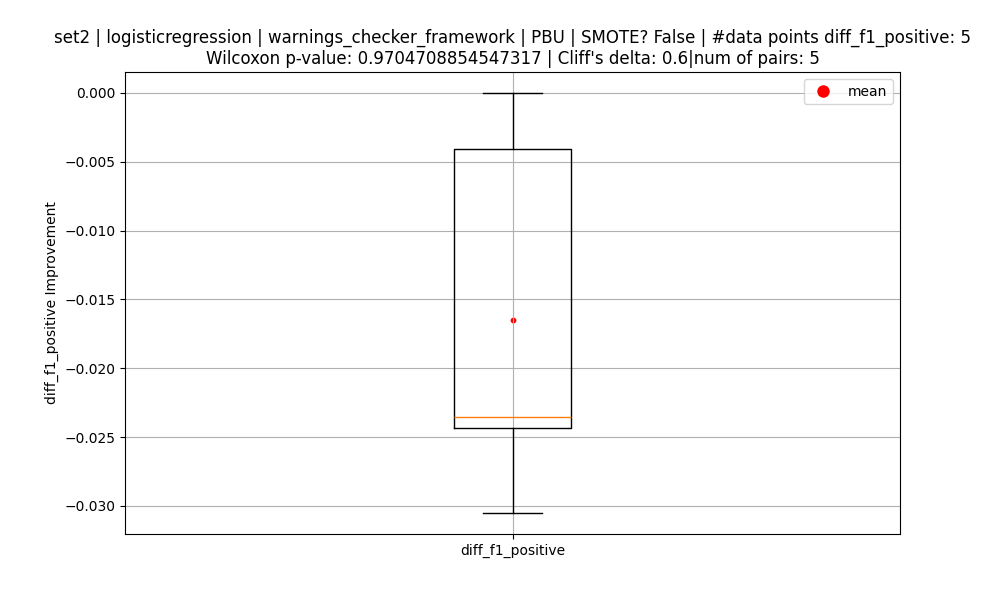 set2 | logisticregression | warnings_checker_framework | PBU | SMOTE? False | #data points diff_f1_positive: 5
Wilcoxon p-value: 0.9704708854547317 | Cliff's delta: 0.6|num of pairs: 5
mean
0.000
−0.005
−0.010
−0.015
−0.020
−0.025
−0.030
diff_f1_positive Improvement
diff_f1_positive